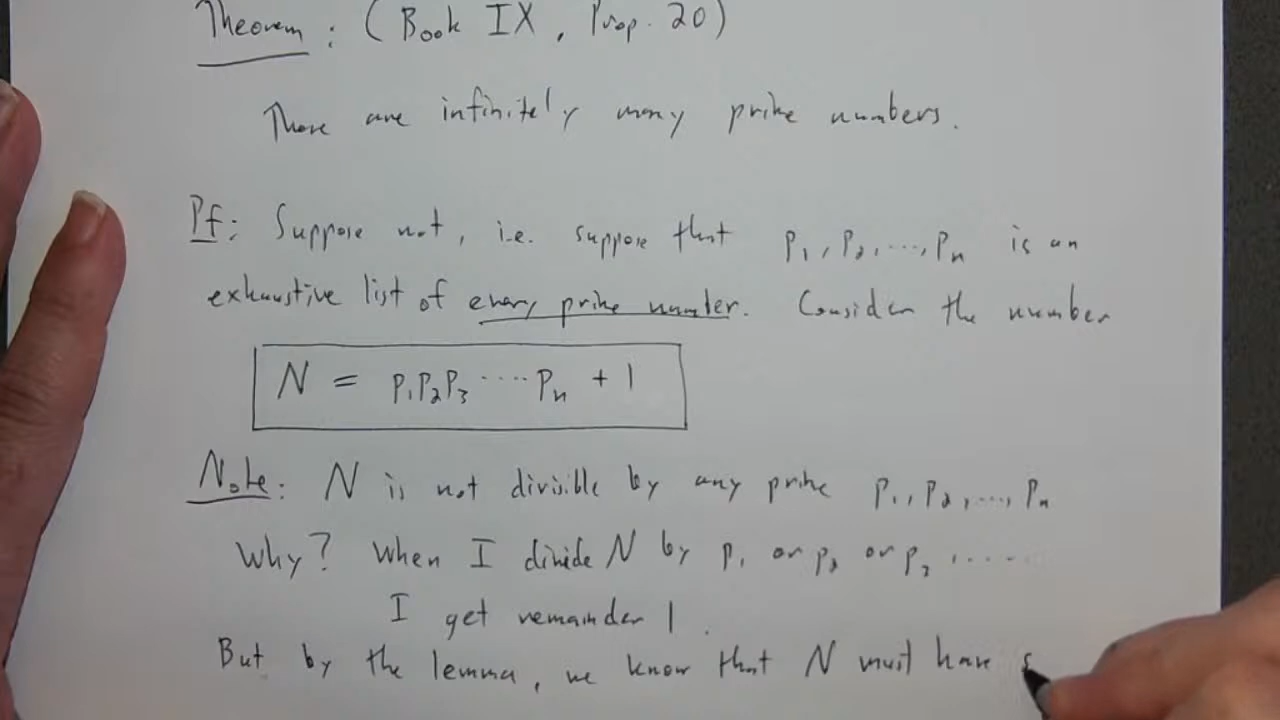 Theorem: (Book IX, Prop. 20)
There are infinitely many prime numbers.
Pf: Suppose not, i.e. suppose that p₁, p₂, ..., pₙ is an
exhaustive list of every prime number. Consider the number
N = p₁p₂p₃ ···· pₙ + 1
Note: N is not divisible by any prime p₁, p₂, ..., pₙ
Why? When I divide N by p₁ or p₂ or p₃ .....
I get remainder 1.
But by the lemma, we know that N must have s